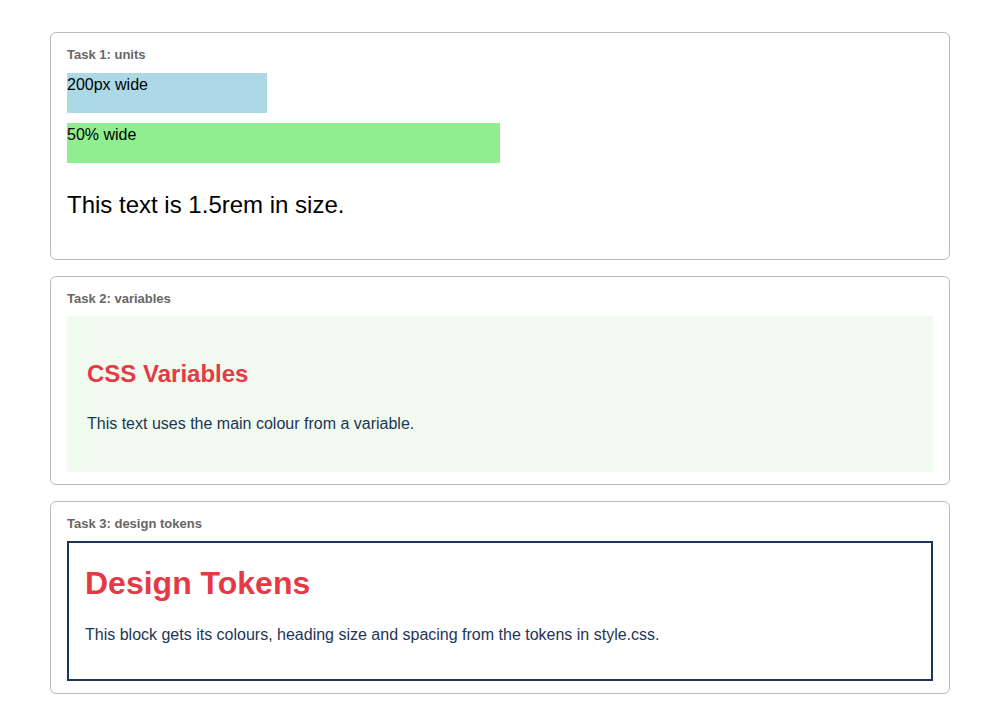 Task 1: units
200px wide
50% wide
This text is 1.5rem in size.
Task 2: variables
CSS Variables
This text uses the main colour from a variable.
Task 3: design tokens
Design Tokens
This block gets its colours, heading size and spacing from the tokens in style.css.